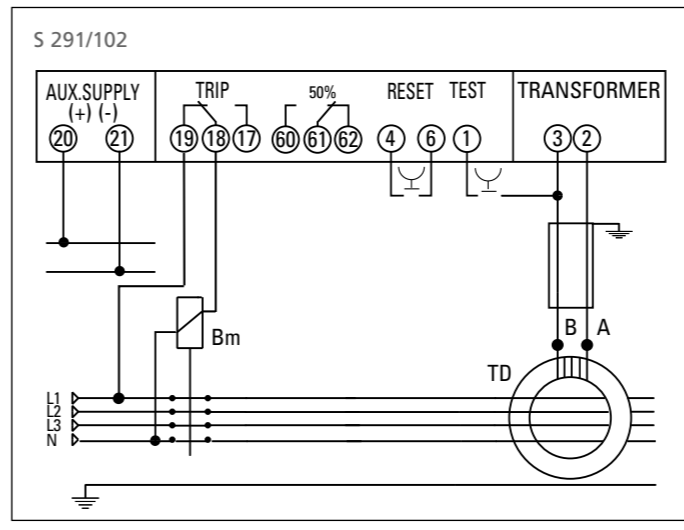 S 291/102
AUX.SUPPLY TRIP 50% RESET TEST TRANSFORMER
(+) (-)
20 21 19 18 17 60 61 62 4 6 1 3 2
Bm
B A
TD
L1
L2
L3
N